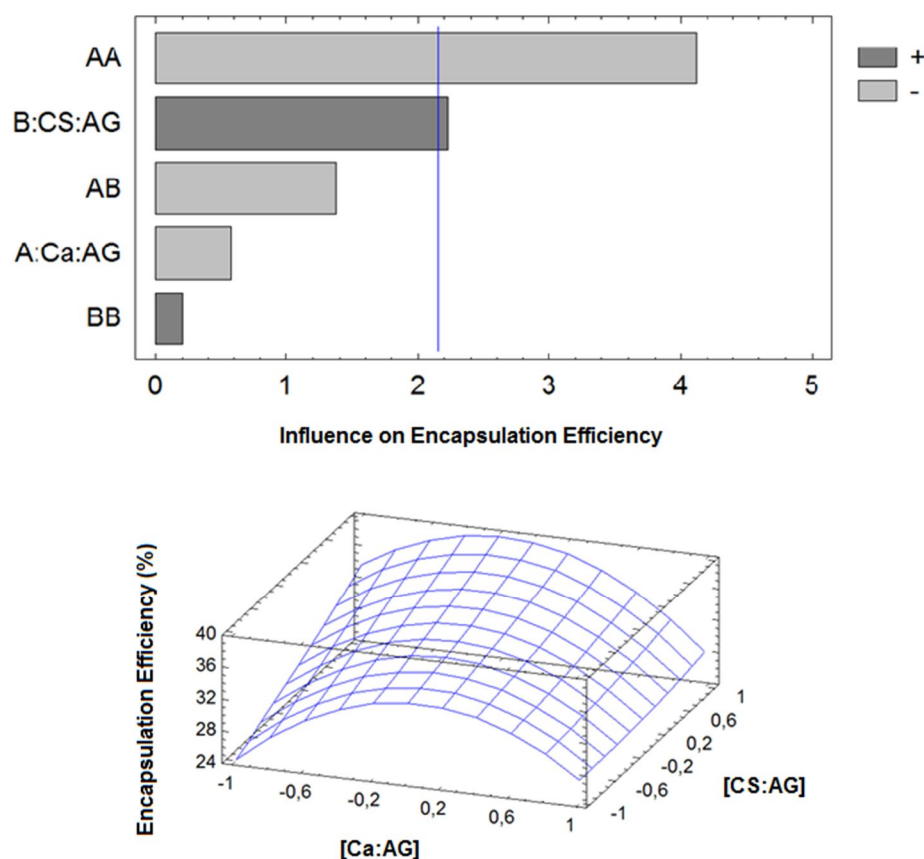 AA
+
-
B:CS:AG
AB
A:Ca:AG
BB
0 1 2 3 4 5
Influence on Encapsulation Efficiency
Encapsulation Efficiency (%)
40
36
32
28
24
-1 -0,6 -0,2 0,2 0,6 1
[Ca:AG]
-1 -0,6 -0,2 0,2 0,6 1
[CS:AG]